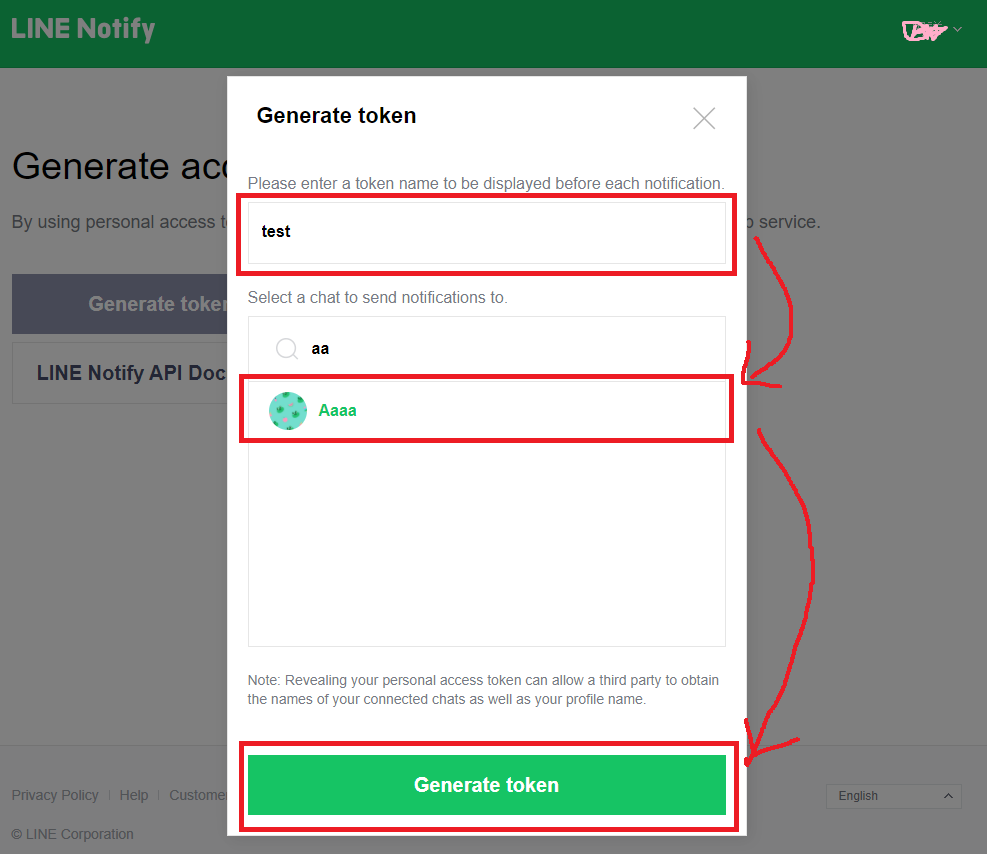 LINE Notify
Generate token
Generate acc
Please enter a token name to be displayed before each notification.
By using personal access
service.
test
Select a chat to send notifications to.
Generate token
aa
LINE Notify API Doc
Aaaa
Note: Revealing your personal access token can allow a third party to obtain
the names of your connected chats as well as your profile name.
Generate token
Privacy Policy
Help
Customer
English
© LINE Corporation